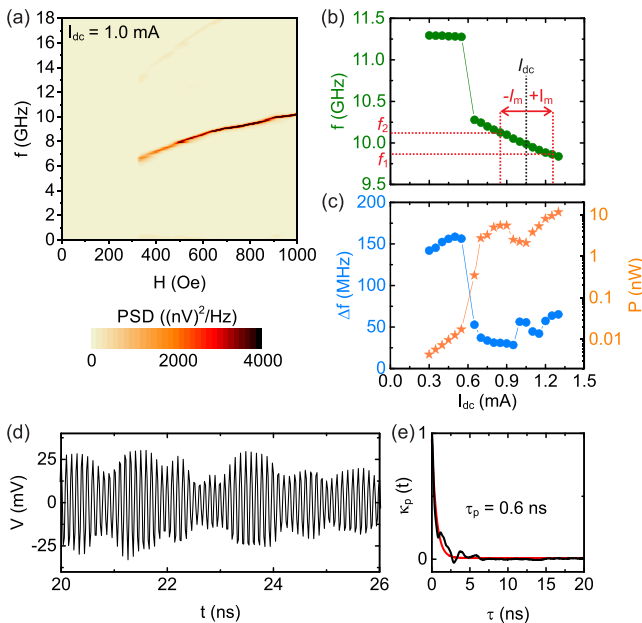 (a)
I_dc = 1.0 mA
18
16
14
12
10
8
6
4
2
0
f (GHz)
0 200 400 600 800 1000
H (Oe)
PSD ((nV)²/Hz)
0 2000 4000
(b)
11.5
11.0
10.5
10.0
9.5
f (GHz)
I_dc
-I_m +I_m
f_2
f_1
(c)
200
150
100
50
0
Δf (MHz)
10
1
0.1
0.01
P (nW)
0.0 0.3 0.6 0.9 1.2 1.5
I_dc (mA)
(d)
25
0
-25
V (mV)
20 22 24 26
t (ns)
(e)
1
0
κ_p (t)
τ_p = 0.6 ns
0 5 10 15 20
τ (ns)